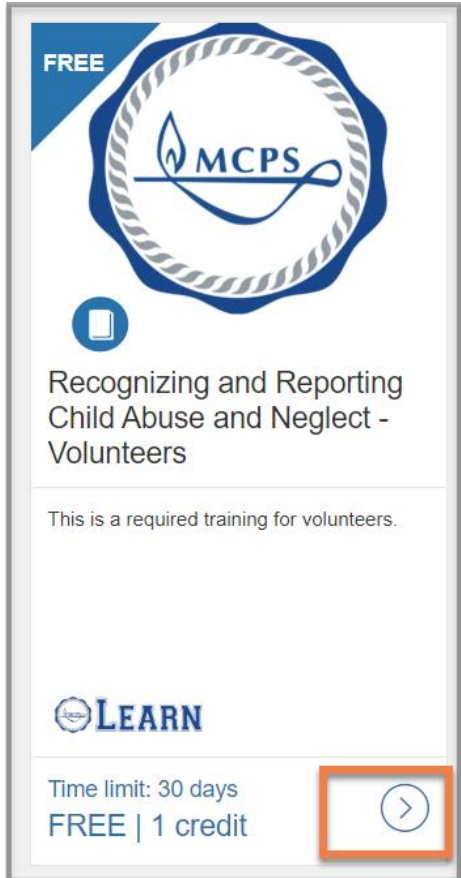 FREE
MCPS
Recognizing and Reporting
Child Abuse and Neglect -
Volunteers
This is a required training for volunteers.
LEARN
Time limit: 30 days
FREE | 1 credit